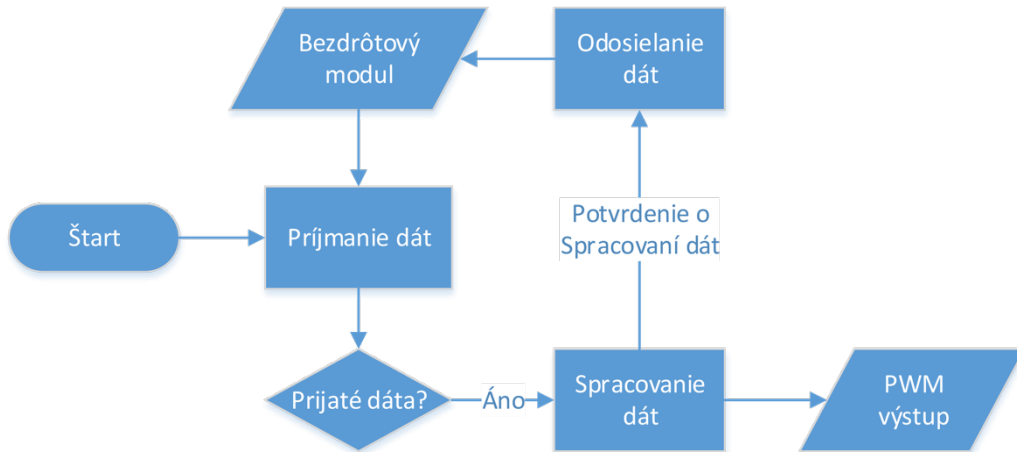 Bezdrôtový
modul
Odosielanie
dát
Štart
Príjmanie dát
Potvrdenie o
Spracovaní dát
Prijaté dáta?
Áno
Spracovanie
dát
PWM
výstup